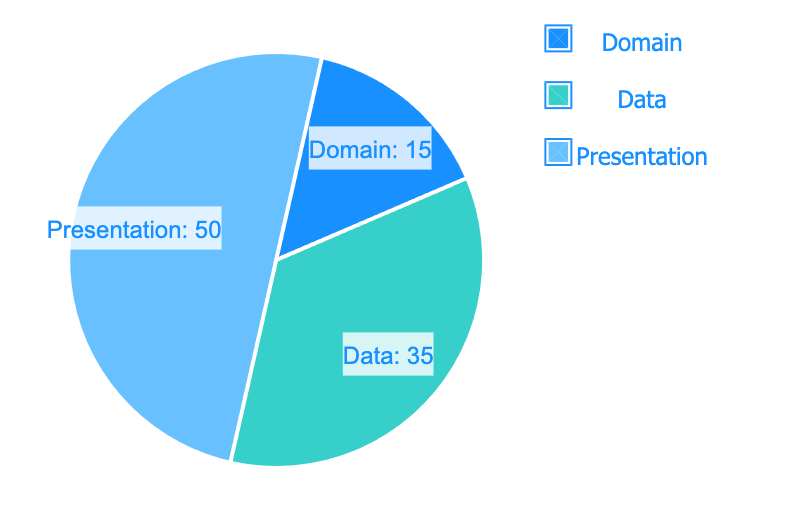 Domain
Data
Presentation
Domain: 15
Presentation: 50
Data: 35